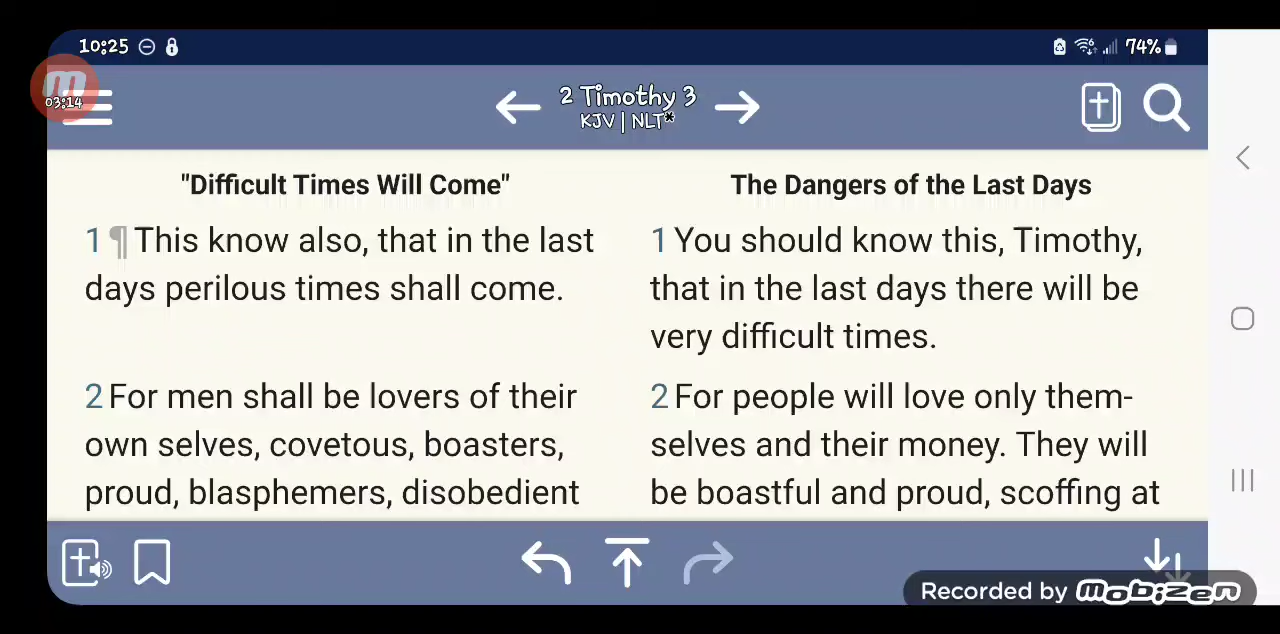 10:25
74%
03:14
2 Timothy 3
KJV | NLT*
"Difficult Times Will Come"
1 ¶ This know also, that in the last
days perilous times shall come.
2 For men shall be lovers of their
own selves, covetous, boasters,
proud, blasphemers, disobedient
The Dangers of the Last Days
1 You should know this, Timothy,
that in the last days there will be
very difficult times.
2 For people will love only them-
selves and their money. They will
be boastful and proud, scoffing at
Recorded by Mobizen